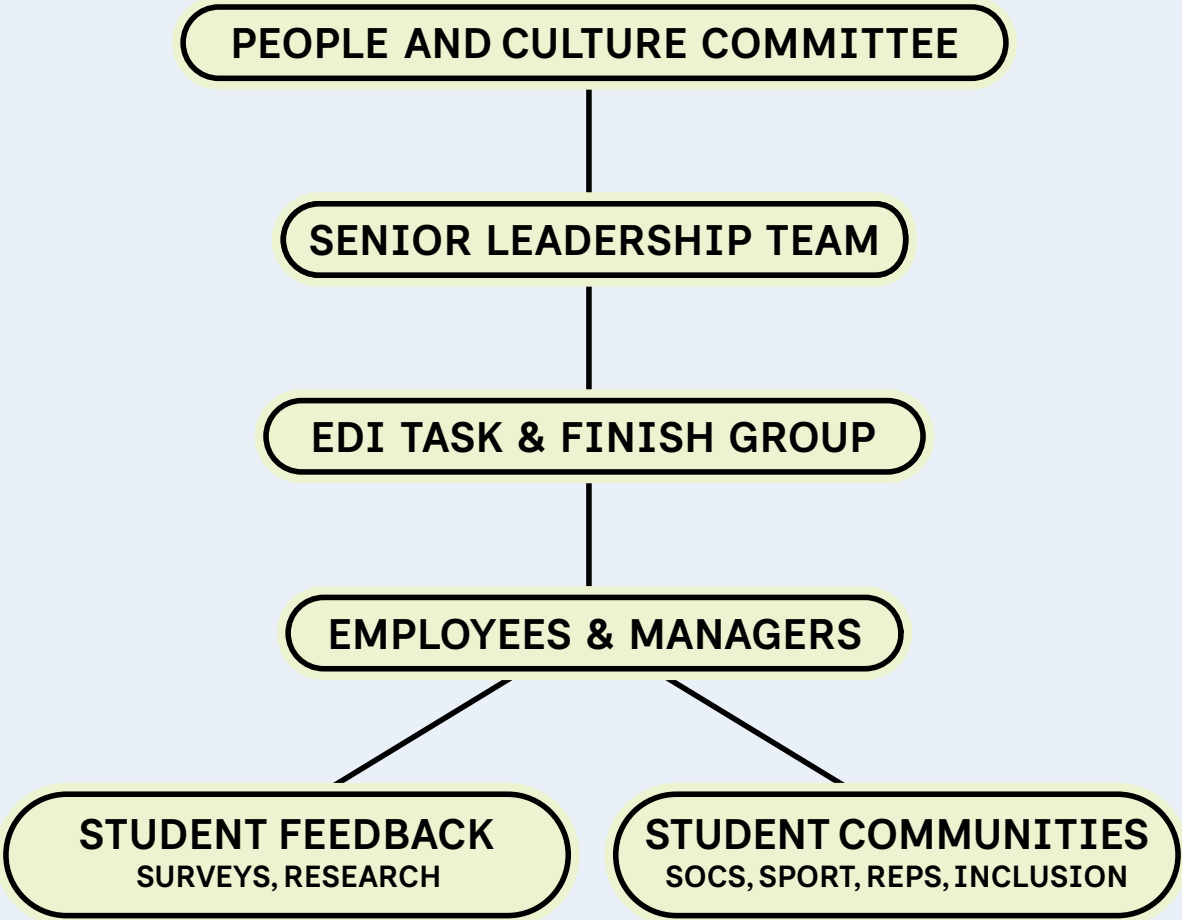 PEOPLE AND CULTURE COMMITTEE
SENIOR LEADERSHIP TEAM
EDI TASK & FINISH GROUP
EMPLOYEES & MANAGERS
STUDENT FEEDBACK
SURVEYS, RESEARCH
STUDENT COMMUNITIES
SOCS, SPORT, REPS, INCLUSION